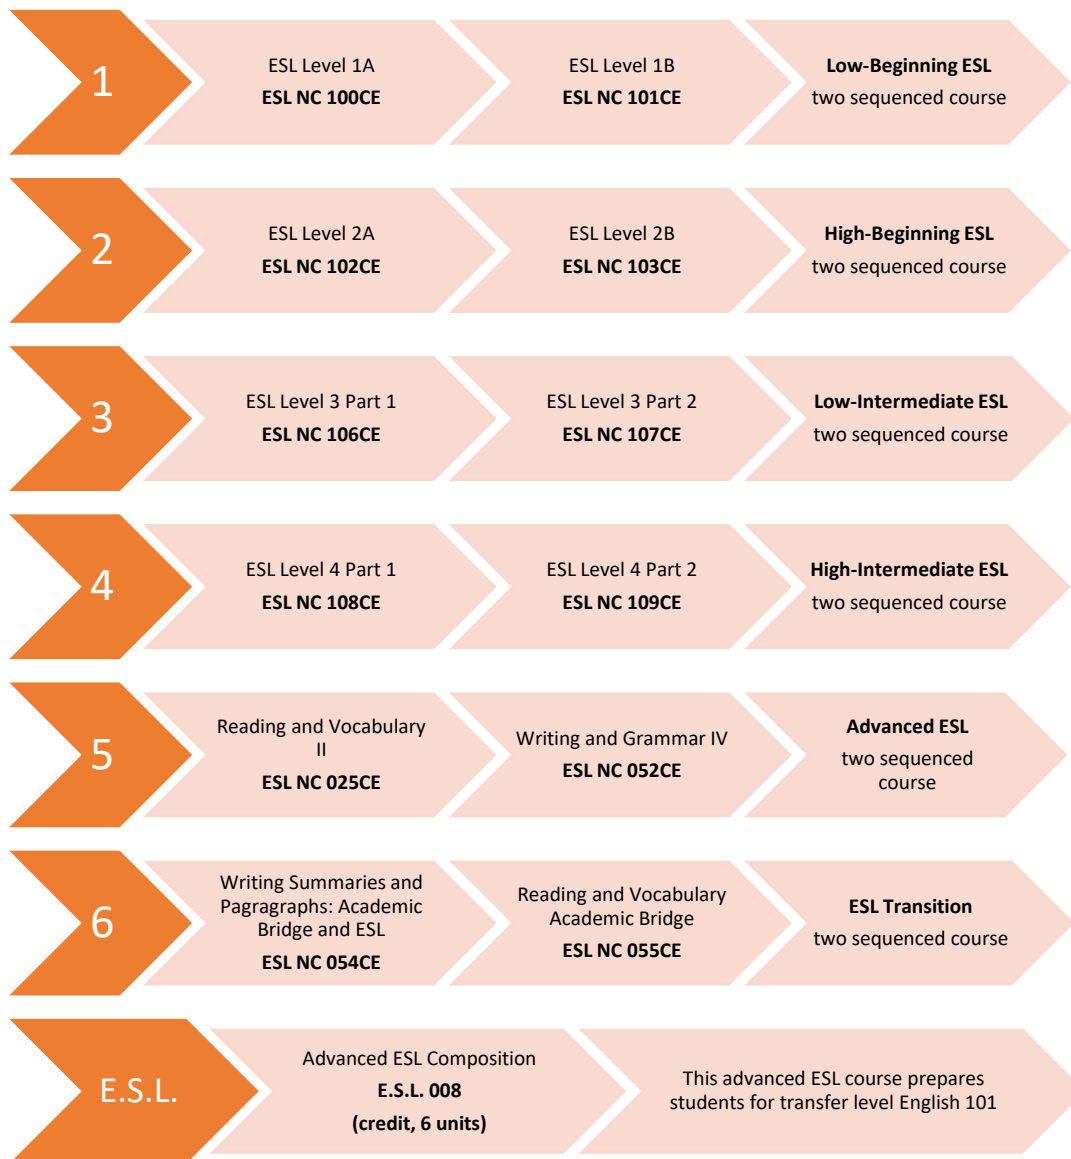 1
ESL Level 1A
ESL NC 100CE
ESL Level 1B
ESL NC 101CE
Low-Beginning ESL
two sequenced course
2
ESL Level 2A
ESL NC 102CE
ESL Level 2B
ESL NC 103CE
High-Beginning ESL
two sequenced course
3
ESL Level 3 Part 1
ESL NC 106CE
ESL Level 3 Part 2
ESL NC 107CE
Low-Intermediate ESL
two sequenced course
4
ESL Level 4 Part 1
ESL NC 108CE
ESL Level 4 Part 2
ESL NC 109CE
High-Intermediate ESL
two sequenced course
5
Reading and Vocabulary
II
ESL NC 025CE
Writing and Grammar IV
ESL NC 052CE
Advanced ESL
two sequenced
course
6
Writing Summaries and
Pagragraphs: Academic
Bridge and ESL
ESL NC 054CE
Reading and Vocabulary
Academic Bridge
ESL NC 055CE
ESL Transition
two sequenced course
E.S.L.
Advanced ESL Composition
E.S.L. 008
(credit, 6 units)
This advanced ESL course prepares
students for transfer level English 101